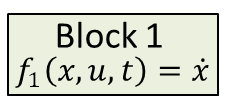 Block 1
𝑓₁(𝑥, 𝑢, 𝑡) = 𝑥̇